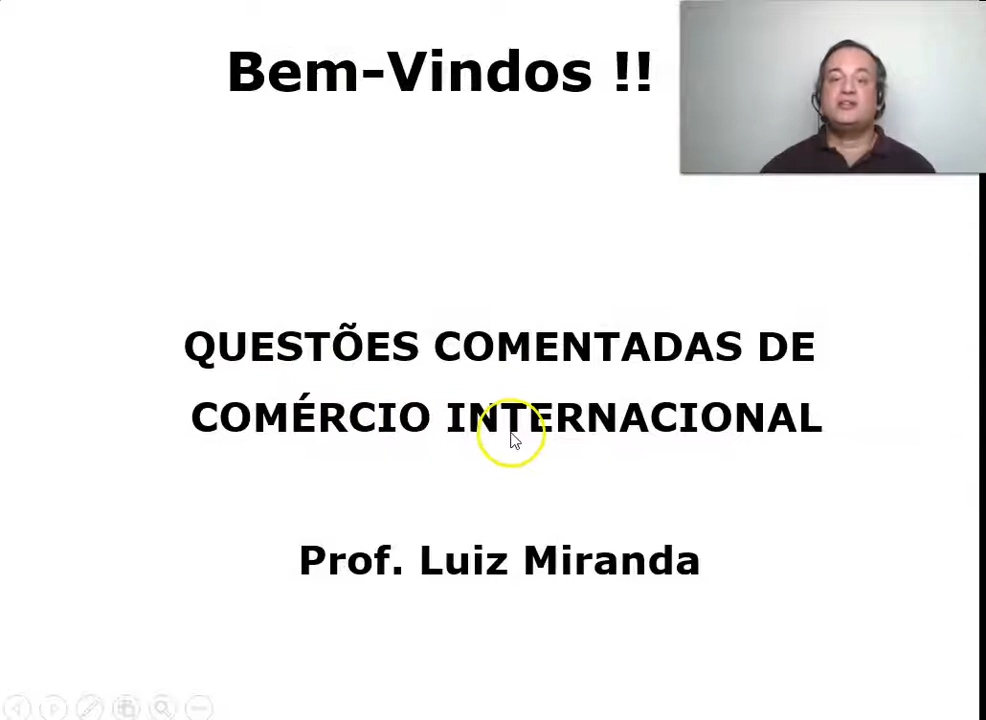 Bem-Vindos !!
QUESTÕES COMENTADAS DE
COMÉRCIO INTERNACIONAL
Prof. Luiz Miranda